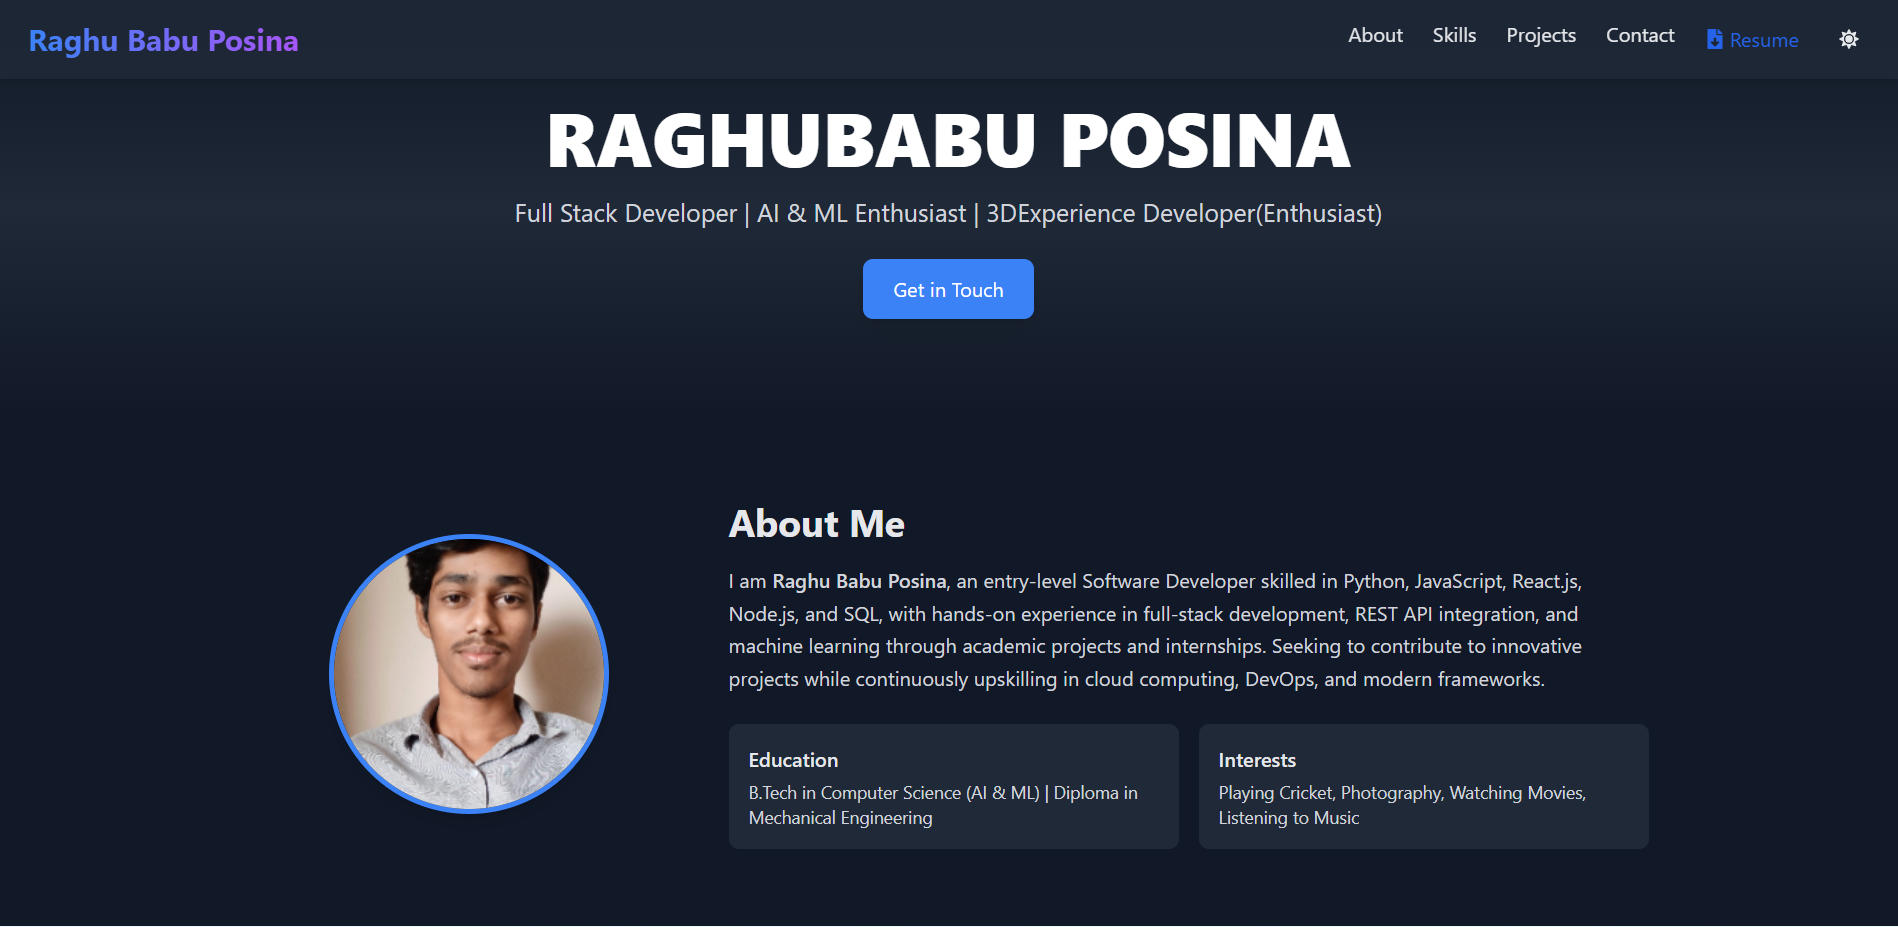 Raghu Babu Posina
About
Skills
Projects
Contact
Resume
RAGHUBABU POSINA
Full Stack Developer | AI & ML Enthusiast | 3DExperience Developer(Enthusiast)
Get in Touch
About Me
I am Raghu Babu Posina, an entry-level Software Developer skilled in Python, JavaScript, React.js,
Node.js, and SQL, with hands-on experience in full-stack development, REST API integration, and
machine learning through academic projects and internships. Seeking to contribute to innovative
projects while continuously upskilling in cloud computing, DevOps, and modern frameworks.
Education
B.Tech in Computer Science (AI & ML) | Diploma in
Mechanical Engineering
Interests
Playing Cricket, Photography, Watching Movies,
Listening to Music